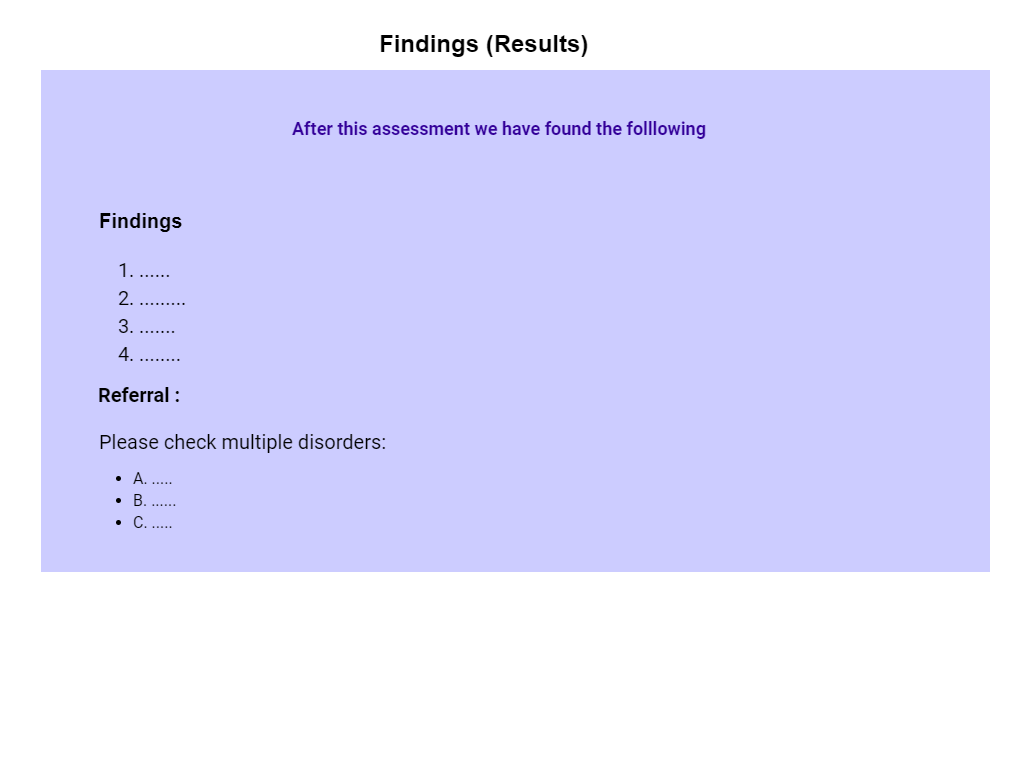 Findings (Results)
After this assessment we have found the folllowing
Findings
1. ......
2. .........
3. .......
4. ........
Referral :
Please check multiple disorders:
• A. .....
• B. ......
• C. .....